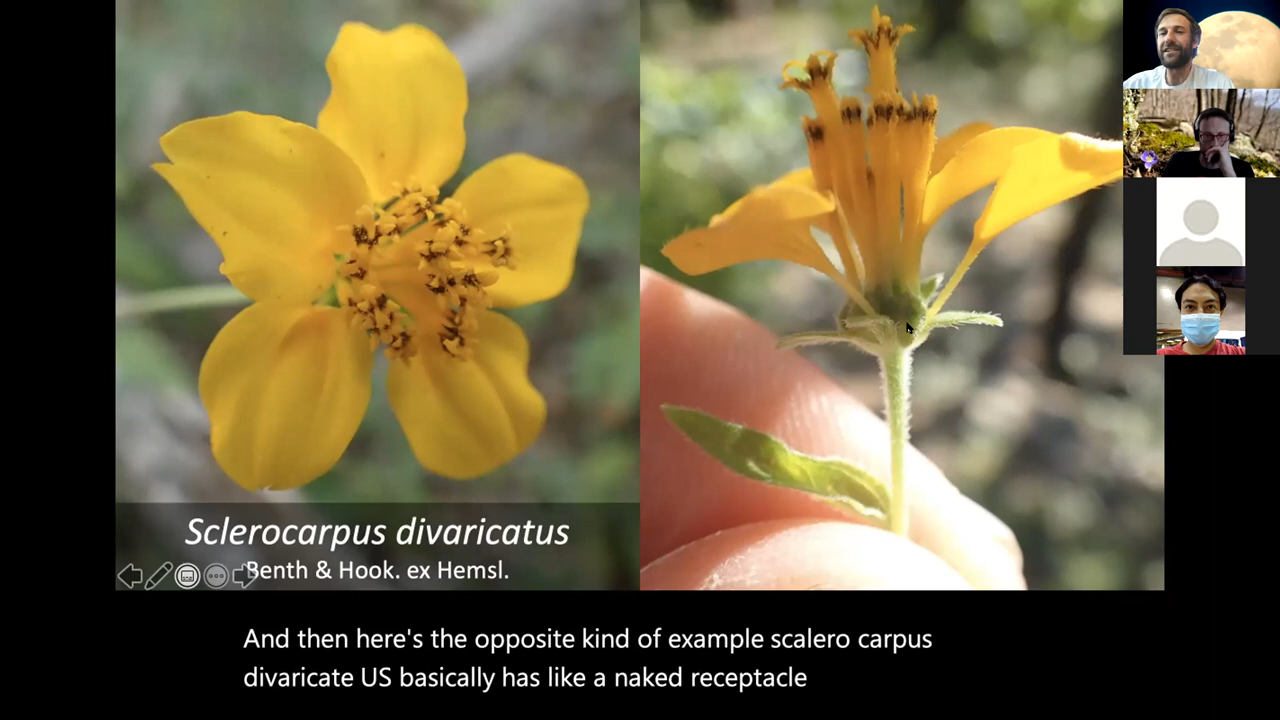 Sclerocarpus divaricatus
Benth & Hook. ex Hemsl.
And then here's the opposite kind of example scalero carpus
divaricate US basically has like a naked receptacle